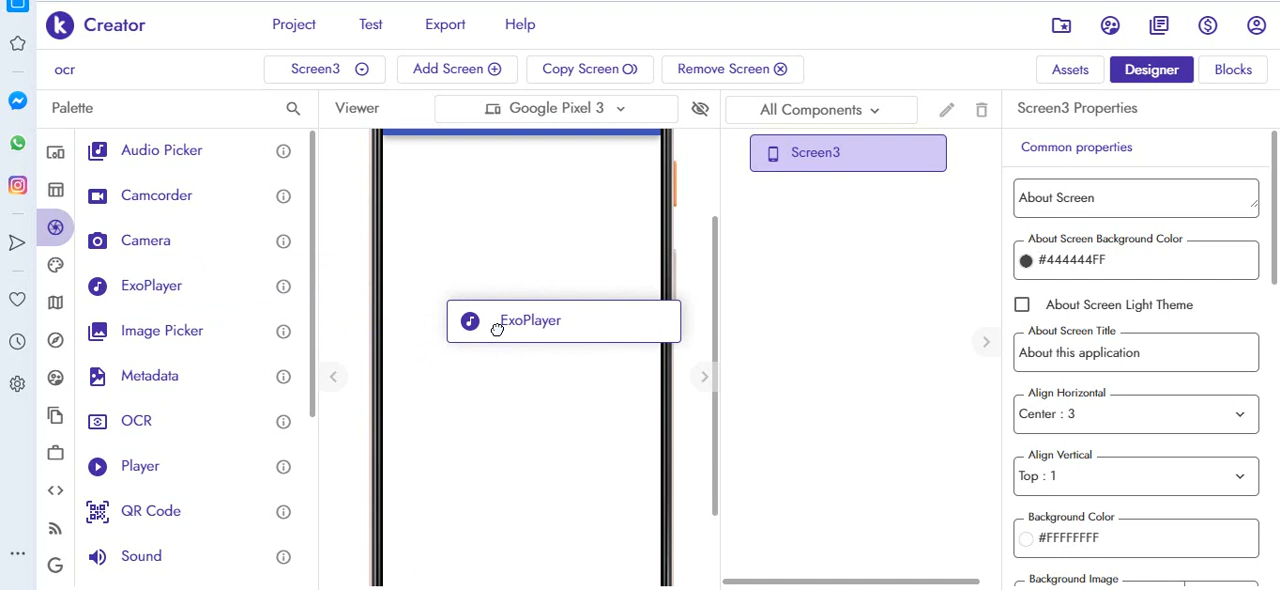 Creator
Project
Test
Export
Help
ocr
Screen3
Add Screen
Copy Screen
Remove Screen
Assets
Designer
Blocks
Palette
Viewer
Google Pixel 3
All Components
Screen3 Properties
Audio Picker
Camcorder
Camera
ExoPlayer
Image Picker
Metadata
OCR
Player
QR Code
Sound
ExoPlayer
Screen3
Common properties
About Screen
About Screen Background Color
#444444FF
About Screen Light Theme
About Screen Title
About this application
Align Horizontal
Center : 3
Align Vertical
Top : 1
Background Color
#FFFFFFFF
Background Image